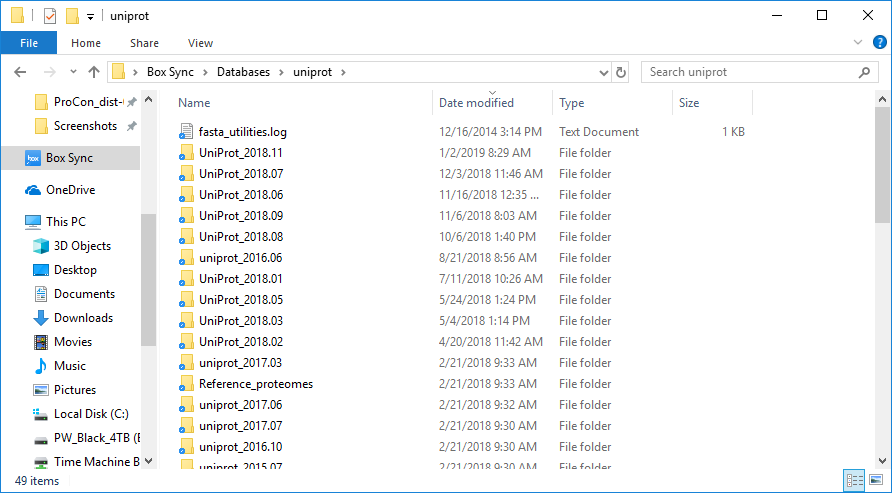 uniprot
File Home Share View
Box Sync Databases uniprot
Search uniprot
ProCon_dist-
Screenshots
Box Sync
OneDrive
This PC
3D Objects
Desktop
Documents
Downloads
Movies
Music
Pictures
Local Disk (C:)
PW_Black_4TB (E
Time Machine B
Name Date modified Type Size
fasta_utilities.log 12/16/2014 3:14 PM Text Document 1 KB
UniProt_2018.11 1/2/2019 8:29 AM File folder
UniProt_2018.07 12/3/2018 11:46 AM File folder
UniProt_2018.06 11/16/2018 12:35 ... File folder
UniProt_2018.09 11/6/2018 8:03 AM File folder
UniProt_2018.08 10/6/2018 1:40 PM File folder
uniprot_2016.06 8/21/2018 8:56 AM File folder
UniProt_2018.01 7/11/2018 10:26 AM File folder
UniProt_2018.05 5/24/2018 1:24 PM File folder
UniProt_2018.03 5/4/2018 1:14 PM File folder
UniProt_2018.02 4/20/2018 11:42 AM File folder
uniprot_2017.03 2/21/2018 9:33 AM File folder
Reference_proteomes 2/21/2018 9:33 AM File folder
uniprot_2017.06 2/21/2018 9:32 AM File folder
uniprot_2017.07 2/21/2018 9:30 AM File folder
uniprot_2016.10 2/21/2018 9:30 AM File folder
uniprot_2015.07 2/21/2018 9:30 AM File folder
49 items